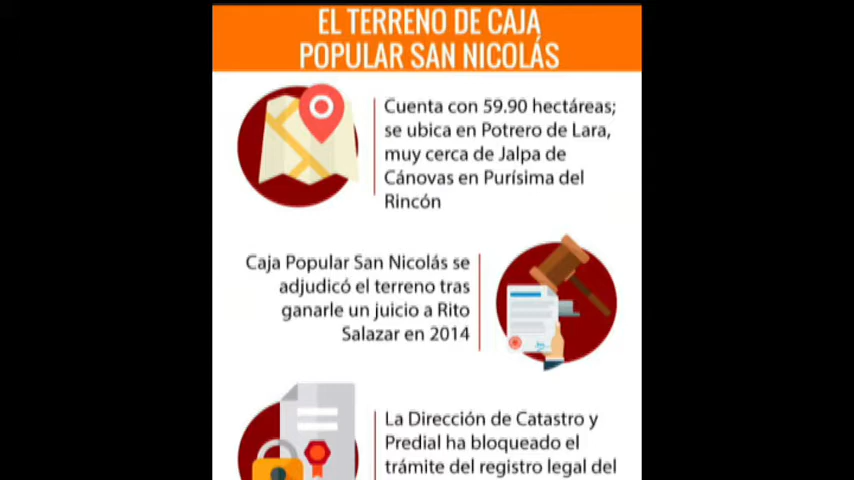 EL TERRENO DE CAJA
POPULAR SAN NICOLÁS
Cuenta con 59.90 hectáreas;
se ubica en Potrero de Lara,
muy cerca de Jalpa de
Cánovas en Purísima del
Rincón
Caja Popular San Nicolás se
adjudicó el terreno tras
ganarle un juicio a Rito
Salazar en 2014
La Dirección de Catastro y
Predial ha bloqueado el
trámite del registro legal del